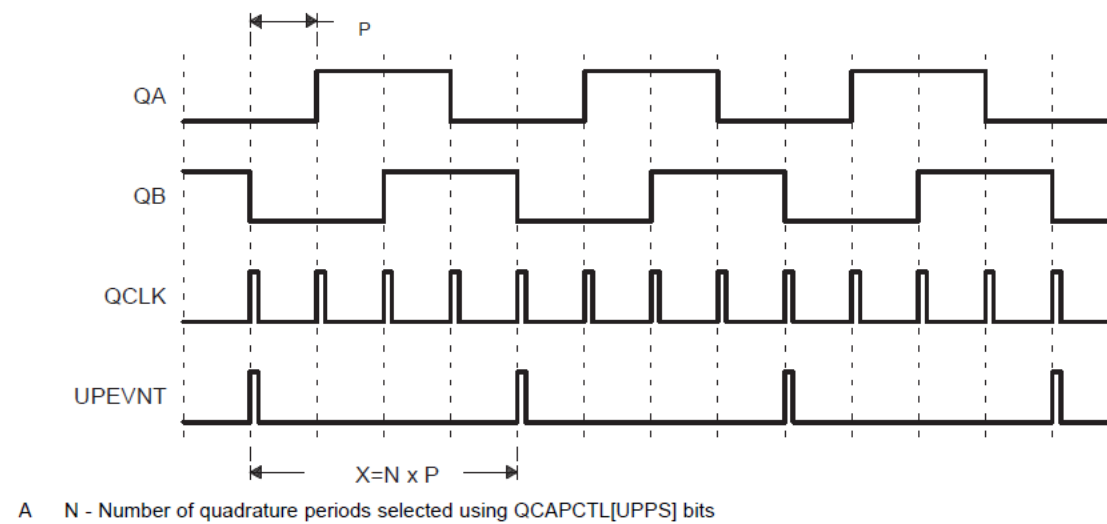 P
QA
QB
QCLK
UPEVNT
X=N x P
A N - Number of quadrature periods selected using QCAPCTL[UPPS] bits